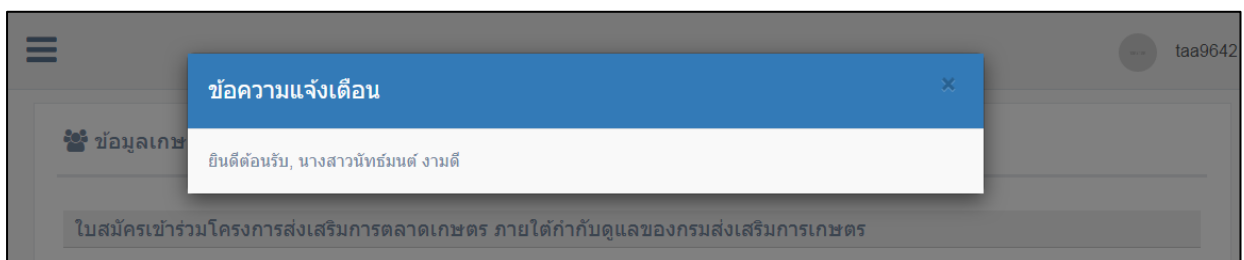 taa9642
ข้อความแจ้งเตือน
ข้อมูลเกษ
ยินดีต้อนรับ, นางสาวนัทธ์มนต์ งามดี
ใบสมัครเข้าร่วมโครงการส่งเสริมการตลาดเกษตร ภายใต้กำกับดูแลของกรมส่งเสริมการเกษตร